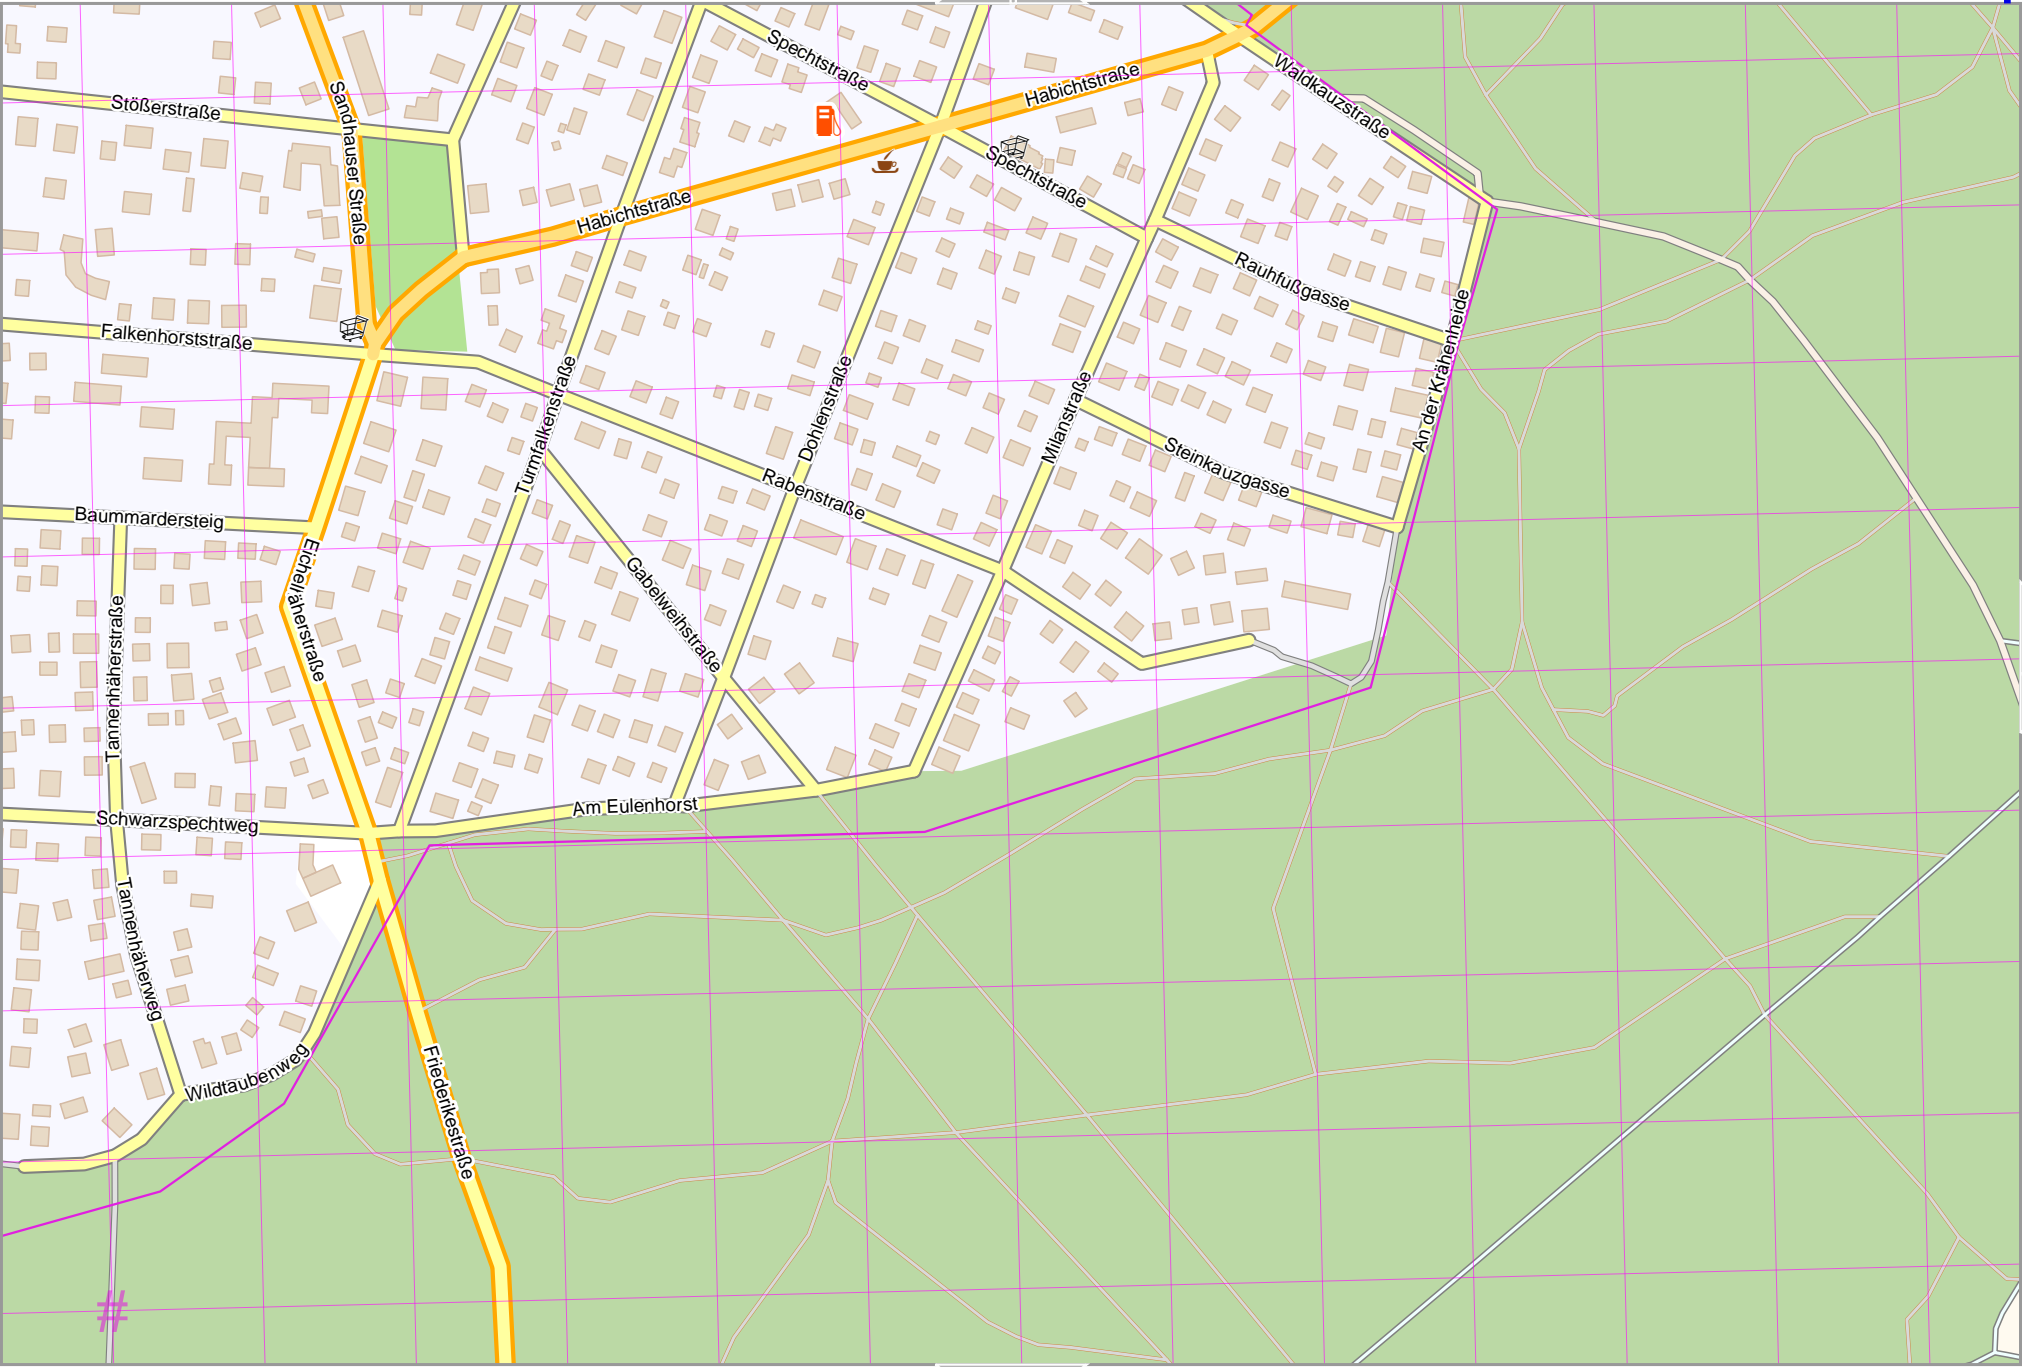 Spechtstraße
Waldkauzstraße
Habichtstraße
Stößerstraße
Sandhauser Straße
Spechtstraße
Habichtstraße
Rauhfußgasse
An der Krähenheide
Falkenhorststraße
Turmfalkenstraße
Dohlenstraße
Milanstraße
Steinkauzgasse
Rabenstraße
Baummardersteig
Eichelhäherstraße
Gabelweihstraße
Tannenhäherstraße
Am Eulenhorst
Schwarzspechtweg
Tannenhäherweg
Wildtaubenweg
Friederikestraße
#